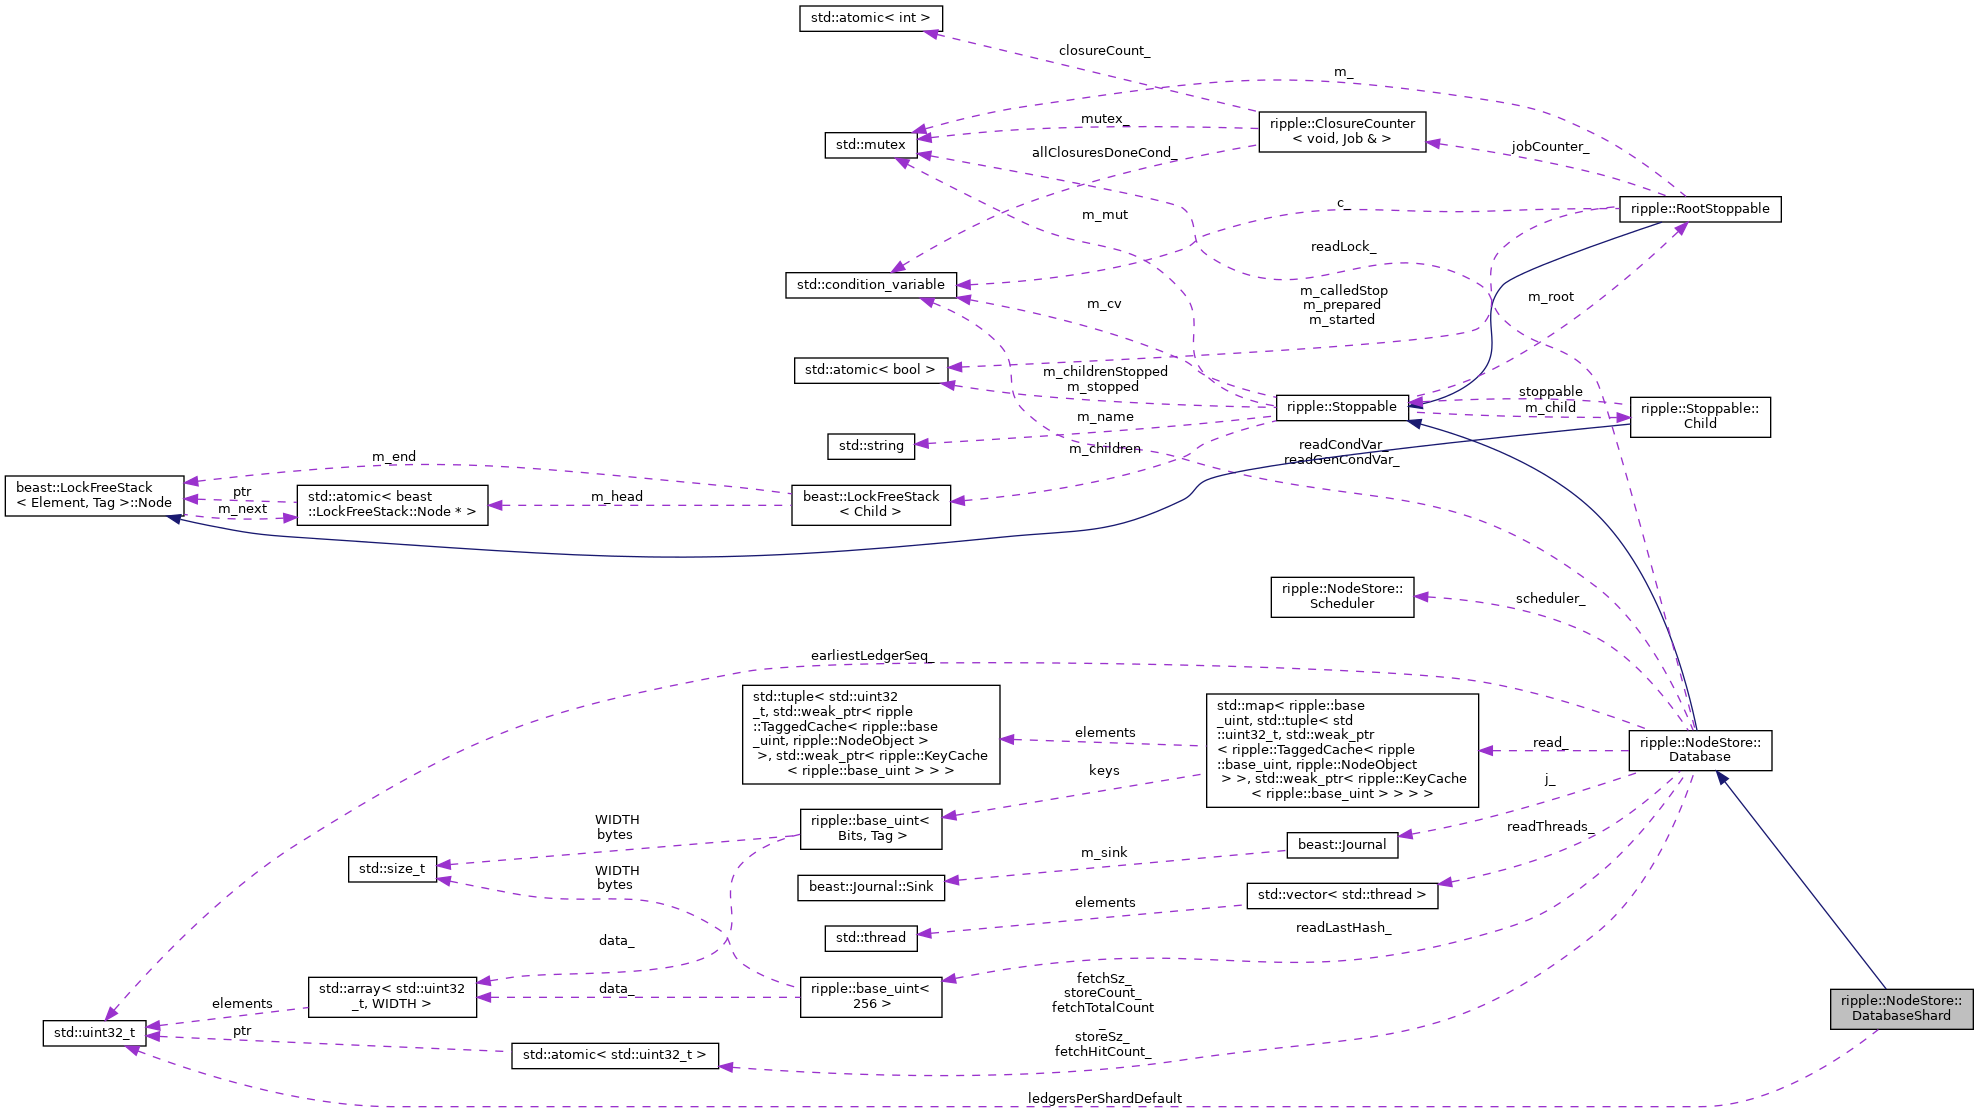 std::atomic< int >
closureCount_
m_
ripple::ClosureCounter
< void, Job & >
mutex_
std::mutex
jobCounter_
allClosuresDoneCond_
c_
ripple::RootStoppable
m_mut
readLock_
std::condition_variable
m_calledStop
m_prepared
m_started
m_root
m_cv
std::atomic< bool >
m_childrenStopped
m_stopped
stoppable
m_child
ripple::Stoppable
ripple::Stoppable::
Child
m_name
std::string
readCondVar_
readGenCondVar_
m_children
m_end
beast::LockFreeStack
< Element, Tag >::Node
ptr
m_next
std::atomic< beast
::LockFreeStack::Node * >
m_head
beast::LockFreeStack
< Child >
ripple::NodeStore::
Scheduler
scheduler_
earliestLedgerSeq_
std::tuple< std::uint32
_t, std::weak_ptr< ripple
::TaggedCache< ripple::base
_uint, ripple::NodeObject >
>, std::weak_ptr< ripple::KeyCache
< ripple::base_uint > > >
elements
keys
std::map< ripple::base
_uint, std::tuple< std
::uint32_t, std::weak_ptr
< ripple::TaggedCache< ripple
::base_uint, ripple::NodeObject
> >, std::weak_ptr< ripple::KeyCache
< ripple::base_uint > > > >
read_
ripple::NodeStore::
Database
j_
readThreads_
WIDTH
bytes
ripple::base_uint<
Bits, Tag >
beast::Journal
m_sink
std::size_t
WIDTH
bytes
beast::Journal::Sink
std::vector< std::thread >
elements
std::thread
readLastHash_
data_
std::array< std::uint32
_t, WIDTH >
data_
ripple::base_uint<
256 >
fetchSz_
storeCount_
fetchTotalCount
_
storeSz_
fetchHitCount_
elements
ptr
std::uint32_t
std::atomic< std::uint32_t >
ripple::NodeStore::
DatabaseShard
ledgersPerShardDefault